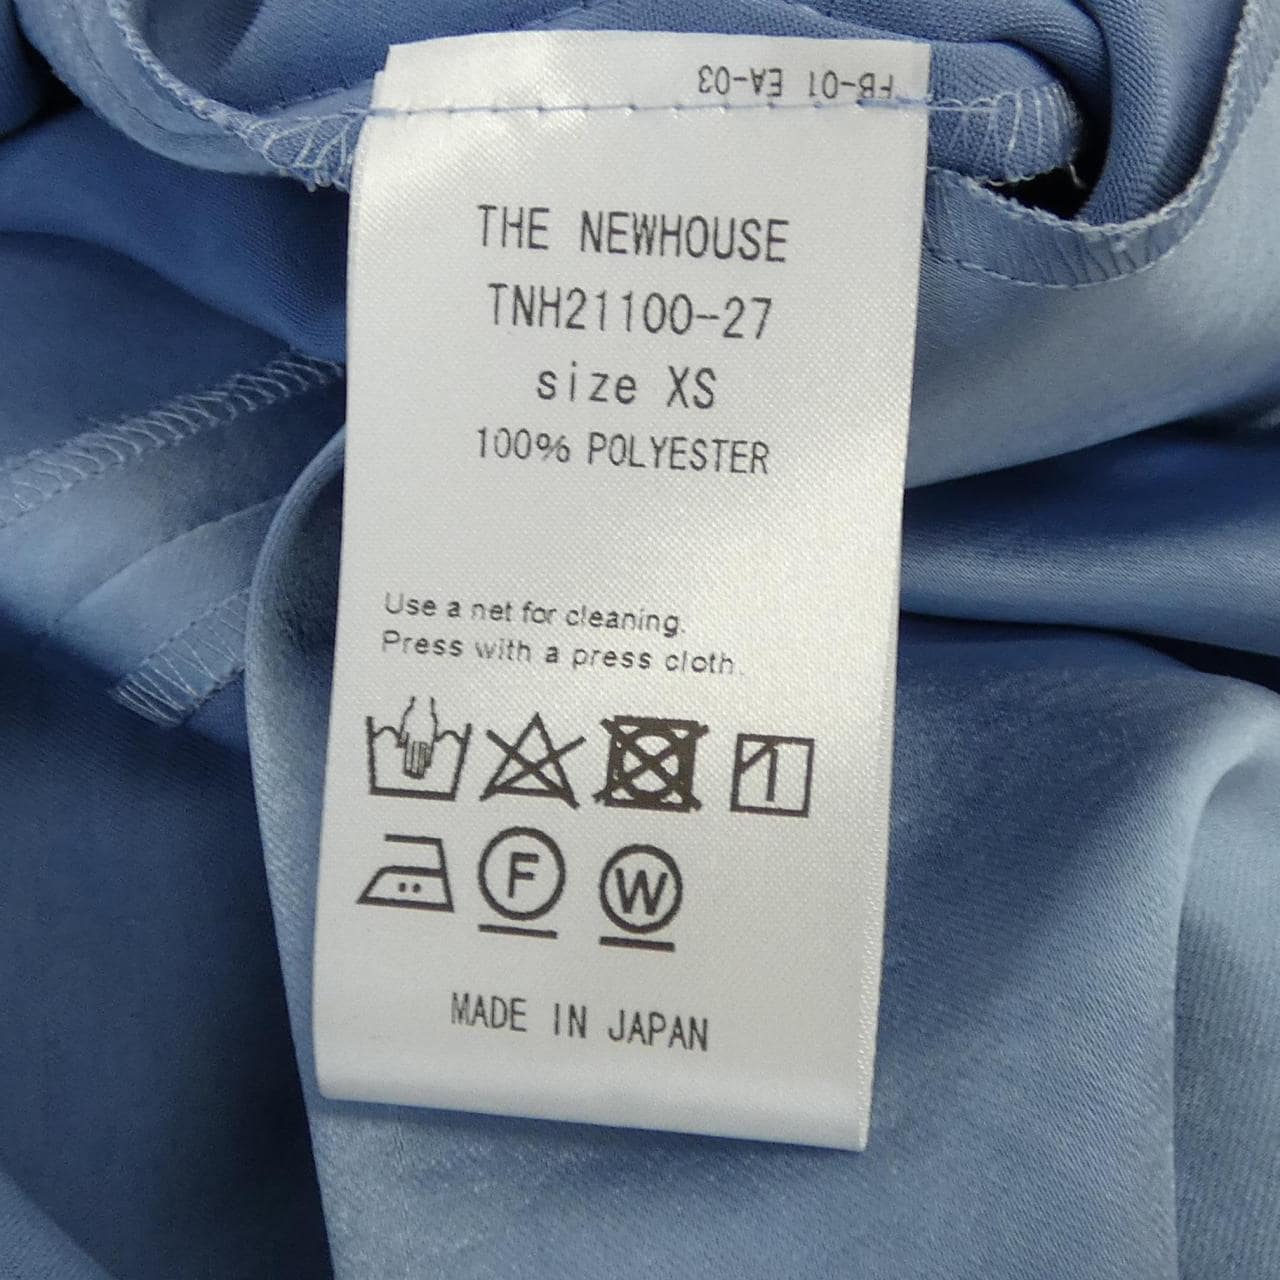 FB-01 EA-03
THE NEWHOUSE
TNH21100-27
size XS
100% POLYESTER
Use a net for cleaning.
Press with a press cloth.
F W
MADE IN JAPAN